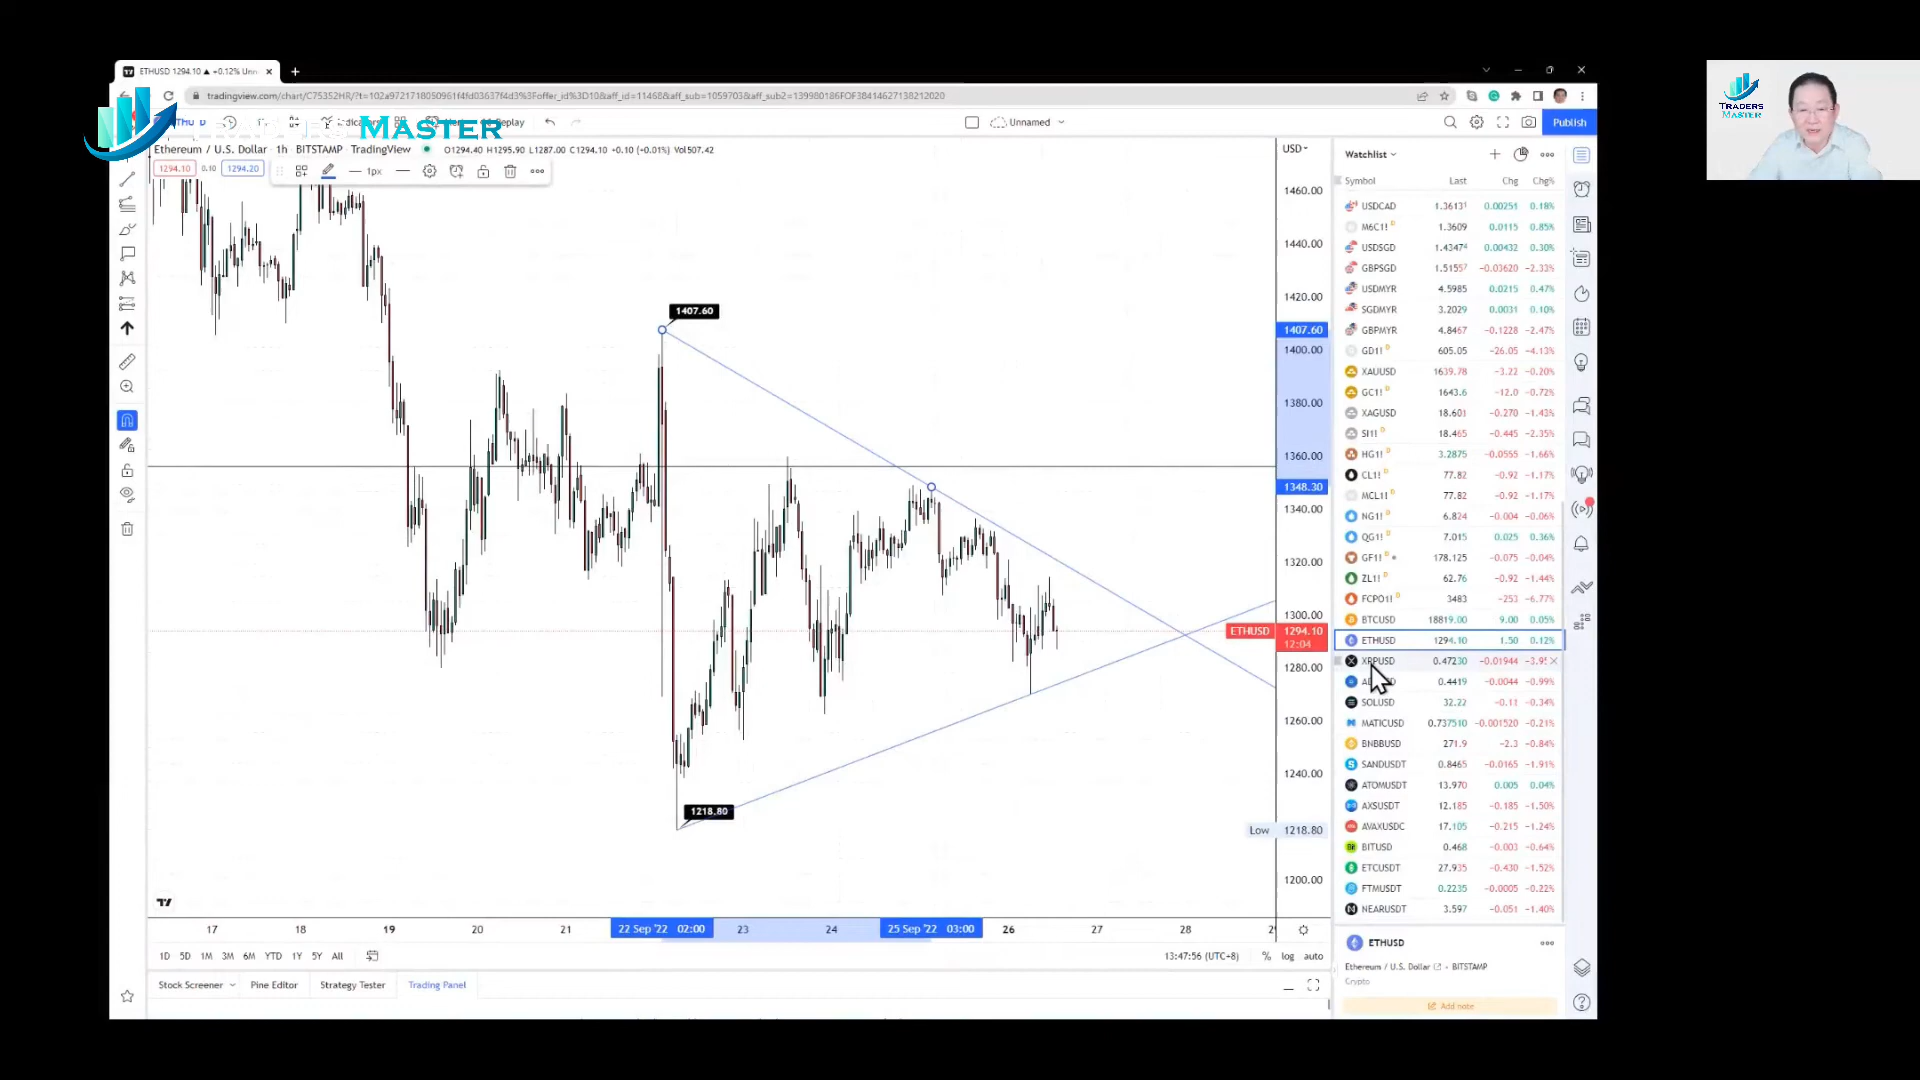 ETHUSD 1294.10 ▲ +0.12% Unn
tradingview.com/chart/C75352HR/?t=102a9721718050961f4fd03637f4d3%3Foffer_id%3D10&aff_id=11468&aff_sub=1059703&aff_sub2=139980186FOF38414627138212020
MASTER
Replay
Unnamed
Publish
TRADERS
MASTER
Ethereum / U.S. Dollar · 1h · BITSTAMP · TradingView
O1294.40 H1295.90 L1287.00 C1294.10 +0.10 (+0.01%) Vol507.42
1294.10 0.10 1294.20
1px
USD
1460.00
1440.00
1420.00
1407.60
1407.60
1400.00
1380.00
1360.00
1348.30
1340.00
1320.00
1300.00
ETHUSD 1294.10
12:04
1280.00
1260.00
1240.00
1218.80
Low 1218.80
1200.00
17 18 19 20 21 22 Sep '22 02:00 23 24 25 Sep '22 03:00 26 27 28
1D 5D 1M 3M 6M YTD 1Y 5Y All
13:47:56 (UTC+8) % log auto
Stock Screener Pine Editor Strategy Tester Trading Panel
Watchlist
Symbol Last Chg Chg%
USDCAD 1.36131 0.00251 0.18%
M6C1! D 1.3609 0.0115 0.85%
USDSGD 1.43474 0.00432 0.30%
GBPSGD 1.51557 −0.03620 −2.33%
USDMYR 4.5985 0.0215 0.47%
SGDMYR 3.2029 0.0031 0.10%
GBPMYR 4.8467 −0.1228 −2.47%
GD1! D 605.05 −26.05 −4.13%
XAUUSD 1639.78 −3.22 −0.20%
GC1! D 1643.6 −12.0 −0.72%
XAGUSD 18.601 −0.270 −1.43%
SI1! D 18.465 −0.445 −2.35%
HG1! D 3.2875 −0.0555 −1.66%
CL1! D 77.82 −0.92 −1.17%
MCL1! D 77.82 −0.92 −1.17%
NG1! D 6.824 −0.004 −0.06%
QG1! D 7.015 0.025 0.36%
GF1! D 178.125 −0.075 −0.04%
ZL1! D 62.76 −0.92 −1.44%
FCPO1! D 3483 −253 −6.77%
BTCUSD 18819.00 9.00 0.05%
ETHUSD 1294.10 1.50 0.12%
XRPUSD 0.47230 −0.01944 −3.9
0.4419 −0.0044 −0.99%
SOLUSD 32.22 −0.11 −0.34%
MATICUSD 0.737510 −0.001520 −0.21%
BNBBUSD 271.9 −2.3 −0.84%
SANDUSDT 0.8465 −0.0165 −1.91%
ATOMUSDT 13.970 0.005 0.04%
AXSUSDT 12.185 −0.185 −1.50%
AVAXUSDC 17.105 −0.215 −1.24%
BITUSD 0.468 −0.003 −0.64%
ETCUSDT 27.935 −0.430 −1.52%
FTMUSDT 0.2235 −0.0005 −0.22%
NEARUSDT 3.597 −0.051 −1.40%
ETHUSD
Ethereum / U.S. Dollar · BITSTAMP
Crypto
Add note